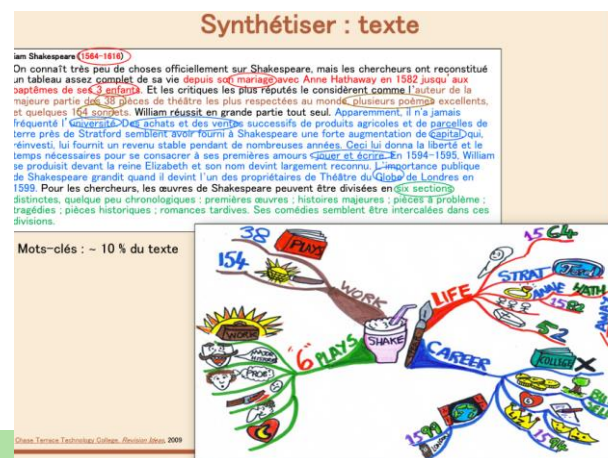 Synthétiser : texte
iam Shakespeare (1564-1616)
On connaît très peu de choses officiellement sur Shakespeare, mais les chercheurs ont reconstitué
un tableau assez complet de sa vie depuis son mariage avec Anne Hathaway en 1582 jusqu'aux
baptêmes de ses 3 enfants. Et les critiques les plus réputés le considèrent comme l'auteur de la
majeure partie des 38 pièces de théâtre les plus respectées au monde, plusieurs poèmes excellents,
et quelques 154 sonnets. William réussit en grande partie tout seul. Apparemment, il n'a jamais
fréquenté l'université. Des achats et des ventes successifs de produits agricoles et de parcelles de
terre près de Stratford semblent avoir fourni à Shakespeare une forte augmentation de capital qui,
réinvesti, lui fournit un revenu stable pendant de nombreuses années. Ceci lui donna la liberté et le
temps nécessaires pour se consacrer à ses premières amours : jouer et écrire. En 1594-1595, William
se produisit devant la reine Elizabeth et son nom devint largement reconnu. L'importance publique
de Shakespeare grandit quand il devint l'un des propriétaires de Théâtre du Globe de Londres en
1599. Pour les chercheurs, les œuvres de Shakespeare peuvent être divisées en six sections
distinctes, quelque peu chronologiques : premières œuvres ; histoires majeures ; pièces à problème ;
tragédies ; pièces historiques ; romances tardives. Ses comédies semblent être intercalées dans ces
divisions.
Mots-clés : ~ 10 % du texte
38
PLAYS
154
WORK
LIFE
1564
STRAT
ANNE HATH
1582
52
"6" PLAYS
SHAKE
CAREER
COLLEGE
WORK
MAJOR
PROB
1599
1594
Chase Terrace Technology College, Revision Ideas, 2009